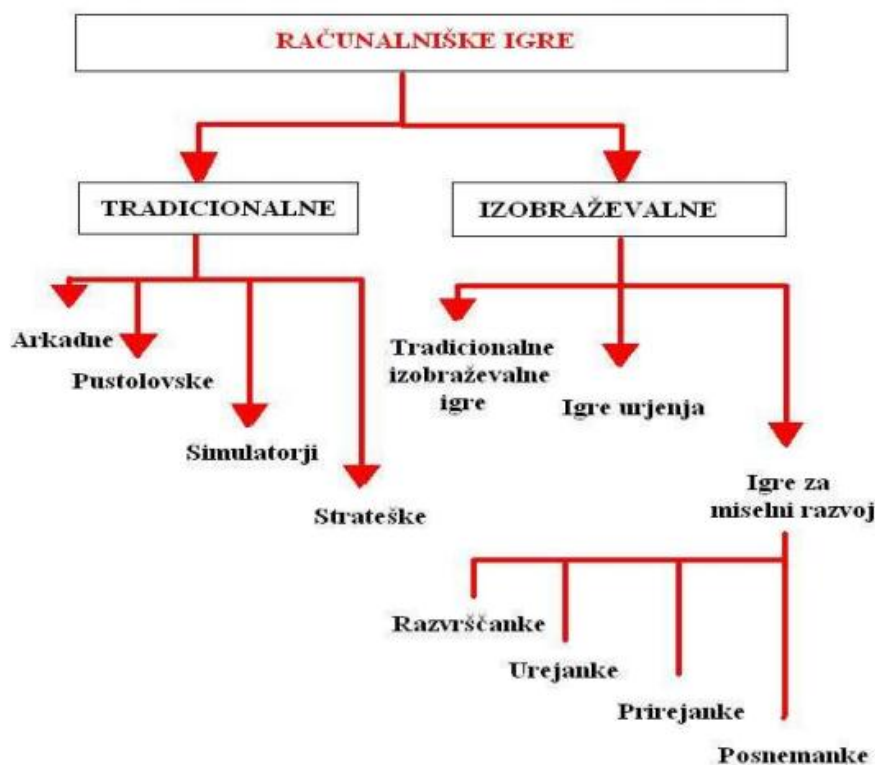 RAČUNALNIŠKE IGRE
TRADICIONALNE
IZOBRAŽEVALNE
Arkadne
Pustolovske
Simulatorji
Strateške
Tradicionalne
izobraževalne
igre
Igre urjenja
Igre za
miselni razvoj
Razvrščanke
Urejanke
Prirejanke
Posnemanke